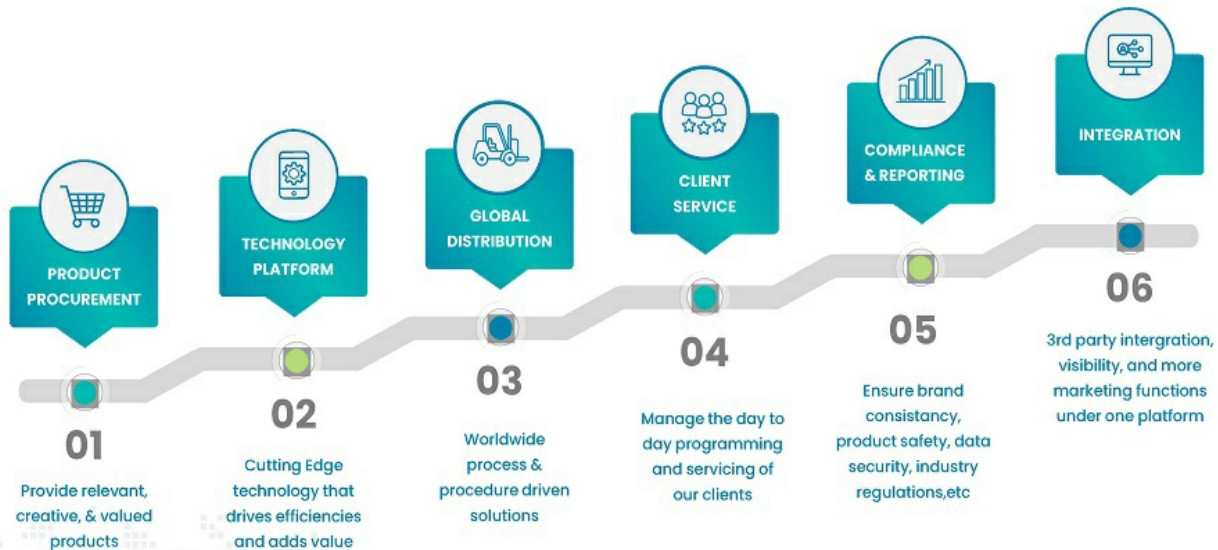 PRODUCT
PROCUREMENT
01
Provide relevant,
creative, & valued
products
TECHNOLOGY
PLATFORM
02
Cutting Edge
technology that
drives efficiencies
and adds value
GLOBAL
DISTRIBUTION
03
Worldwide
process &
procedure driven
solutions
CLIENT
SERVICE
04
Manage the day to
day programming
and servicing of
our clients
COMPLIANCE
& REPORTING
05
Ensure brand
consistancy,
product safety, data
security, industry
regulations,etc
INTEGRATION
06
3rd party intergration,
visibility, and more
marketing functions
under one platform